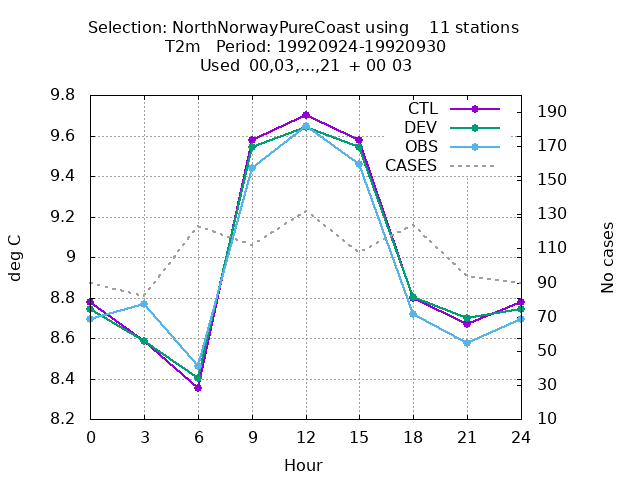 Selection: NorthNorwayPureCoast using    11 stations
T2m   Period: 19920924-19920930
Used  00,03,...,21  + 00 03
CTL
DEV
OBS
CASES
deg C
No cases
9.8
9.6
9.4
9.2
9
8.8
8.6
8.4
8.2
190
170
150
130
110
90
70
50
30
10
0 3 6 9 12 15 18 21 24
Hour